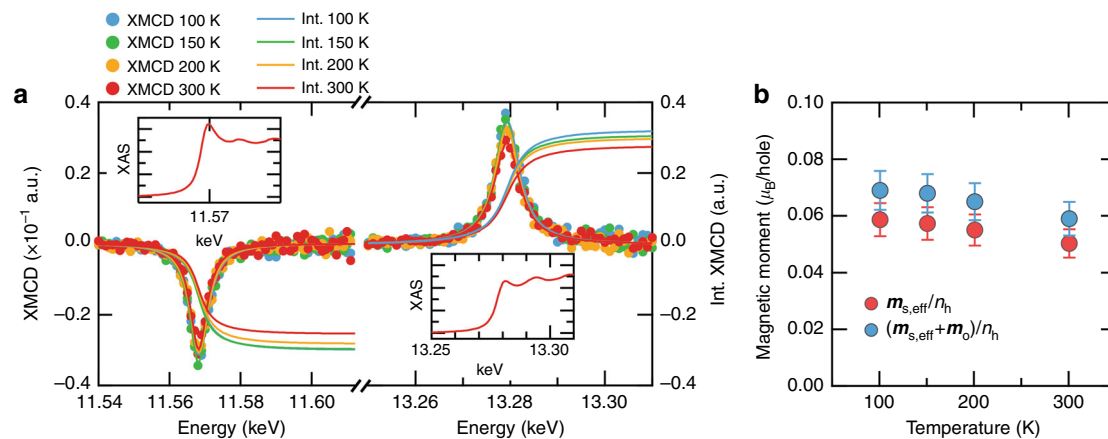 XMCD 100 K Int. 100 K
XMCD 150 K Int. 150 K
XMCD 200 K Int. 200 K
XMCD 300 K Int. 300 K
a
XMCD (×10⁻¹ a.u.)
0.4
0.2
0.0
−0.2
−0.4
11.54 11.56 11.58 11.60
Energy (keV)
XAS
11.57
keV
13.26 13.28 13.30
Energy (keV)
XAS
13.25 13.30
keV
0.4
0.2
0.0
−0.2
−0.4
Int. XMCD (a.u.)
b
Magnetic moment (μB/hole)
0.10
0.08
0.06
0.04
0.02
0.00
ms,eff/nh
(ms,eff+mo)/nh
100 200 300
Temperature (K)